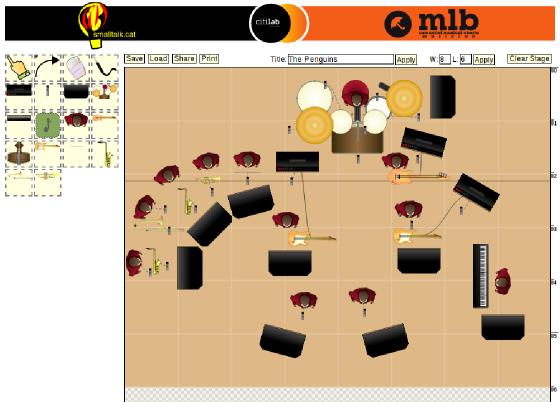 smalltalk.cat
citilab
mlb
Save Load Share Print Title: The Penguins Apply W: 8 L: 6 Apply Clear Stage